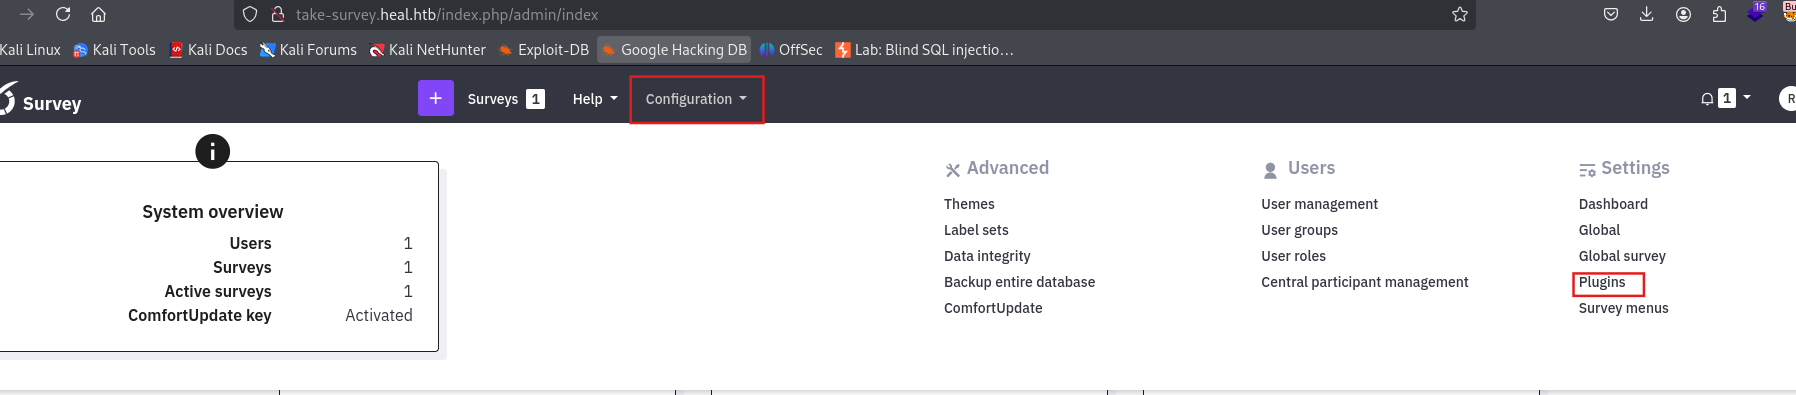 take-survey.heal.htb/index.php/admin/index
16
Kali Linux Kali Tools Kali Docs Kali Forums Kali NetHunter Exploit-DB Google Hacking DB OffSec Lab: Blind SQL injectio...
Survey + Surveys 1 Help Configuration 1 R
i
Advanced Users Settings
System overview
Themes User management Dashboard
Label sets User groups Global
Users 1
Data integrity User roles Global survey
Surveys 1
Backup entire database Central participant management Plugins
Active surveys 1
ComfortUpdate Survey menus
ComfortUpdate key Activated